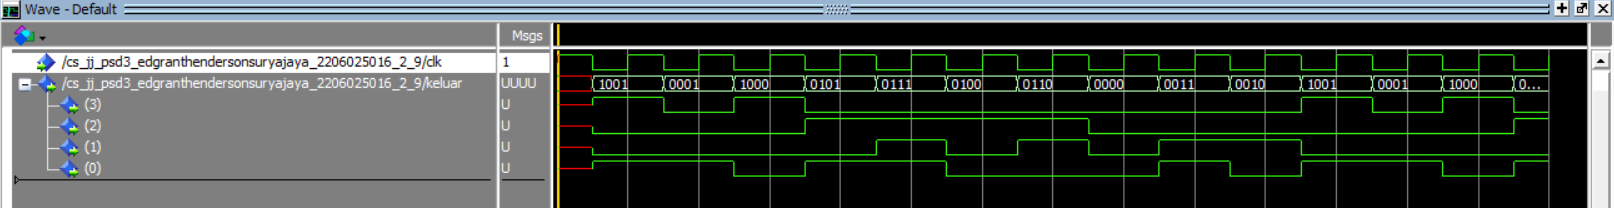 Wave - Default
Msgs
/cs_jj_psd3_edgranthendersonsuryajaya_2206025016_2_9/clk 1
/cs_jj_psd3_edgranthendersonsuryajaya_2206025016_2_9/keluar UUUU 1001 0001 1000 0101 0111 0100 0110 0000 0011 0010 1001 0001 1000 0...
(3) U
(2) U
(1) U
(0) U